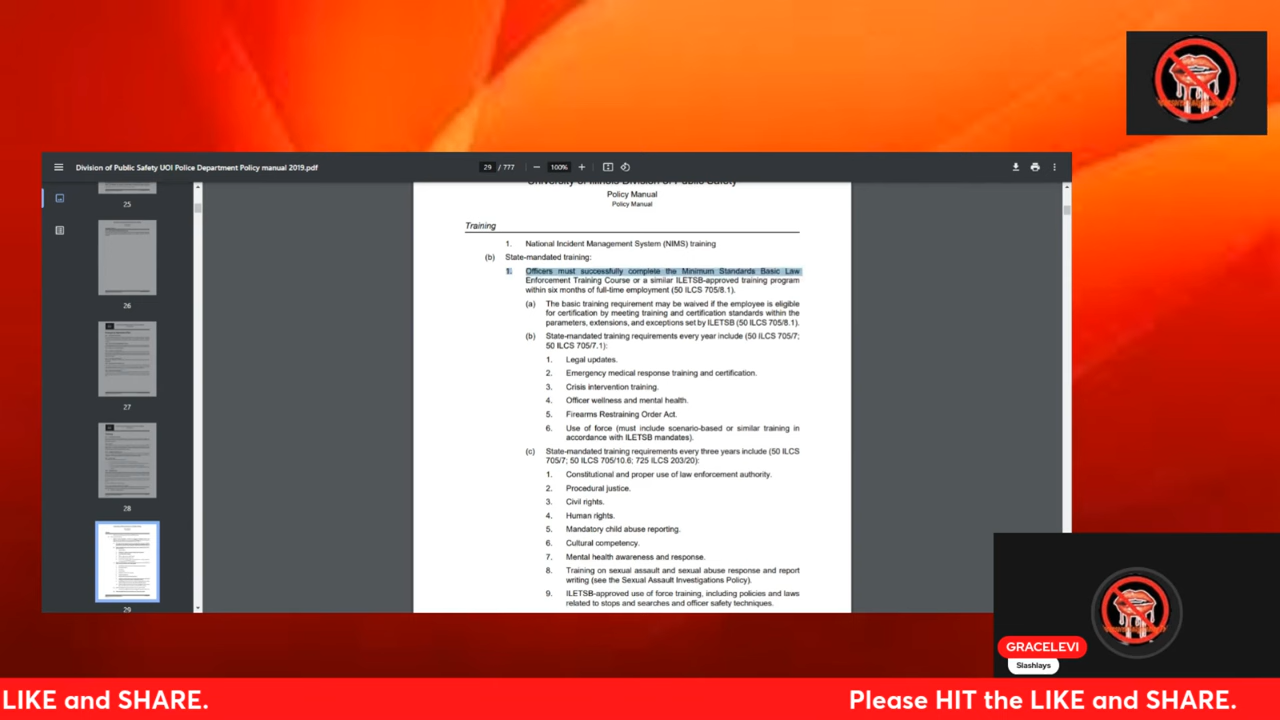 Division of Public Safety UOI Police Department Policy manual 2019.pdf
29 / 777
100%
25
26
27
28
29
University of Illinois Division of Public Safety
Policy Manual
Policy Manual
Training
1. National Incident Management System (NIMS) training
(b) State-mandated training:
1. Officers must successfully complete the Minimum Standards Basic Law
Enforcement Training Course or a similar ILETSB-approved training program
within six months of full-time employment (50 ILCS 705/8.1).
(a) The basic training requirement may be waived if the employee is eligible
for certification by meeting training and certification standards within the
parameters, extensions, and exceptions set by ILETSB (50 ILCS 705/8.1).
(b) State-mandated training requirements every year include (50 ILCS 705/7;
50 ILCS 705/7.1):
1. Legal updates.
2. Emergency medical response training and certification.
3. Crisis intervention training.
4. Officer wellness and mental health.
5. Firearms Restraining Order Act.
6. Use of force (must include scenario-based or similar training in
accordance with ILETSB mandates).
(c) State-mandated training requirements every three years include (50 ILCS
705/7; 50 ILCS 705/10.6; 725 ILCS 203/20):
1. Constitutional and proper use of law enforcement authority.
2. Procedural justice.
3. Civil rights.
4. Human rights.
5. Mandatory child abuse reporting.
6. Cultural competency.
7. Mental health awareness and response.
8. Training on sexual assault and sexual abuse response and report
writing (see the Sexual Assault Investigations Policy).
9. ILETSB-approved use of force training, including policies and laws
related to stops and searches and officer safety techniques.
GRACELEVI
Slashlays
LIKE and SHARE.
Please HIT the LIKE and SHARE.